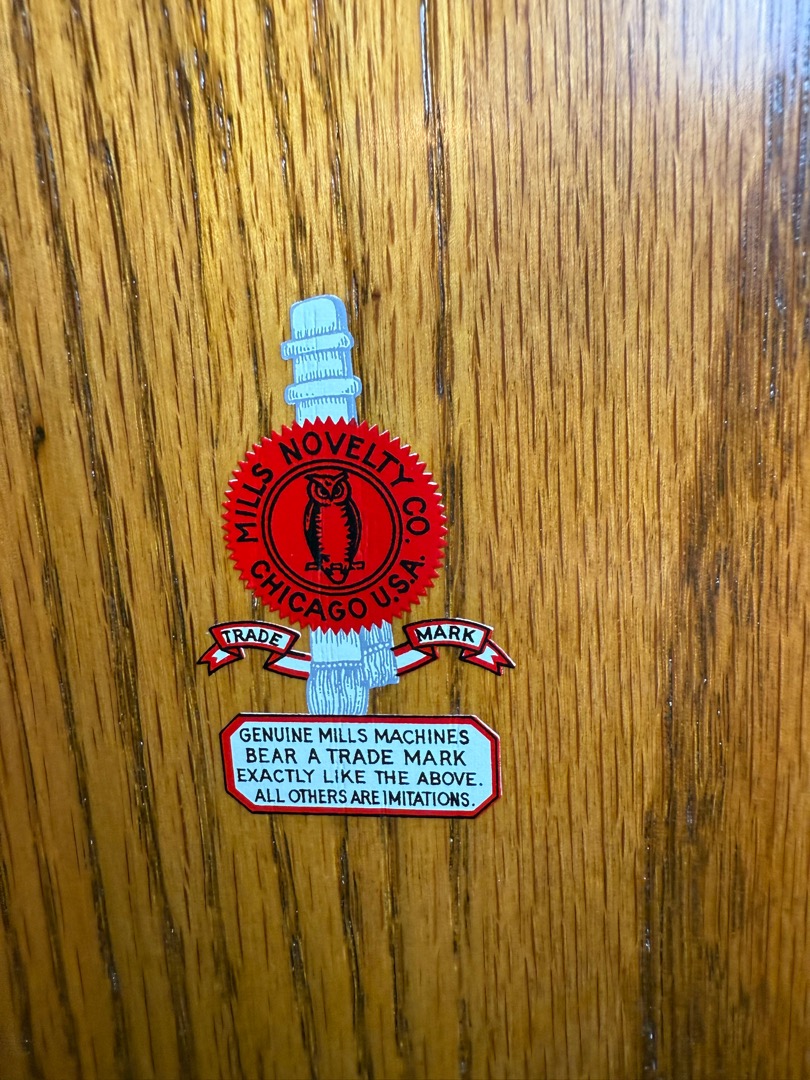 MILLS NOVELTY CO.
CHICAGO U.S.A.
TRADE MARK
GENUINE MILLS MACHINES
BEAR A TRADE MARK
EXACTLY LIKE THE ABOVE.
ALL OTHERS ARE IMITATIONS.